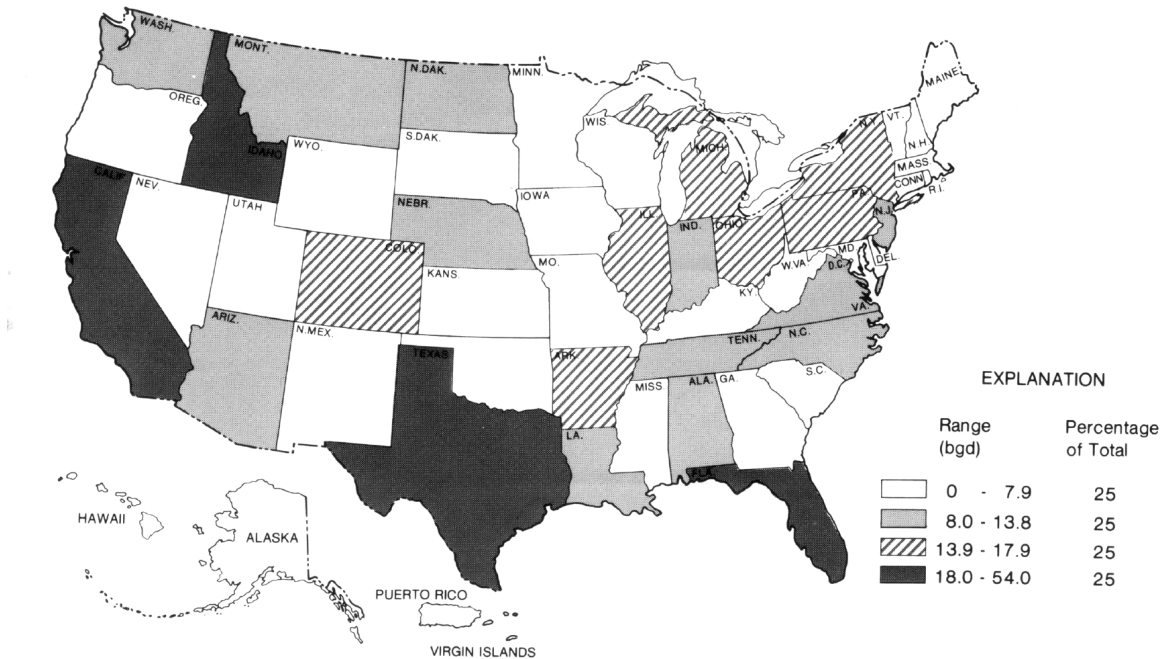 WASH.
MONT.
N.DAK.
MINN.
MAINE
OREG.
IDAHO
WYO.
S.DAK.
WIS.
MICH.
N.Y.
VT.
N.H.
MASS.
CONN.
R.I.
CALIF.
NEV.
UTAH
COLO.
NEBR.
IOWA
ILL.
IND.
OHIO
PA.
N.J.
MD.
DEL.
W.VA.
D.C.
VA.
KANS.
MO.
KY.
ARIZ.
N.MEX.
TEXAS
ARK.
TENN.
N.C.
S.C.
MISS.
ALA.
GA.
LA.
FLA.
HAWAII
ALASKA
PUERTO RICO
VIRGIN ISLANDS
EXPLANATION
Range Percentage
(bgd) of Total
0 - 7.9 25
8.0 - 13.8 25
13.9 - 17.9 25
18.0 - 54.0 25